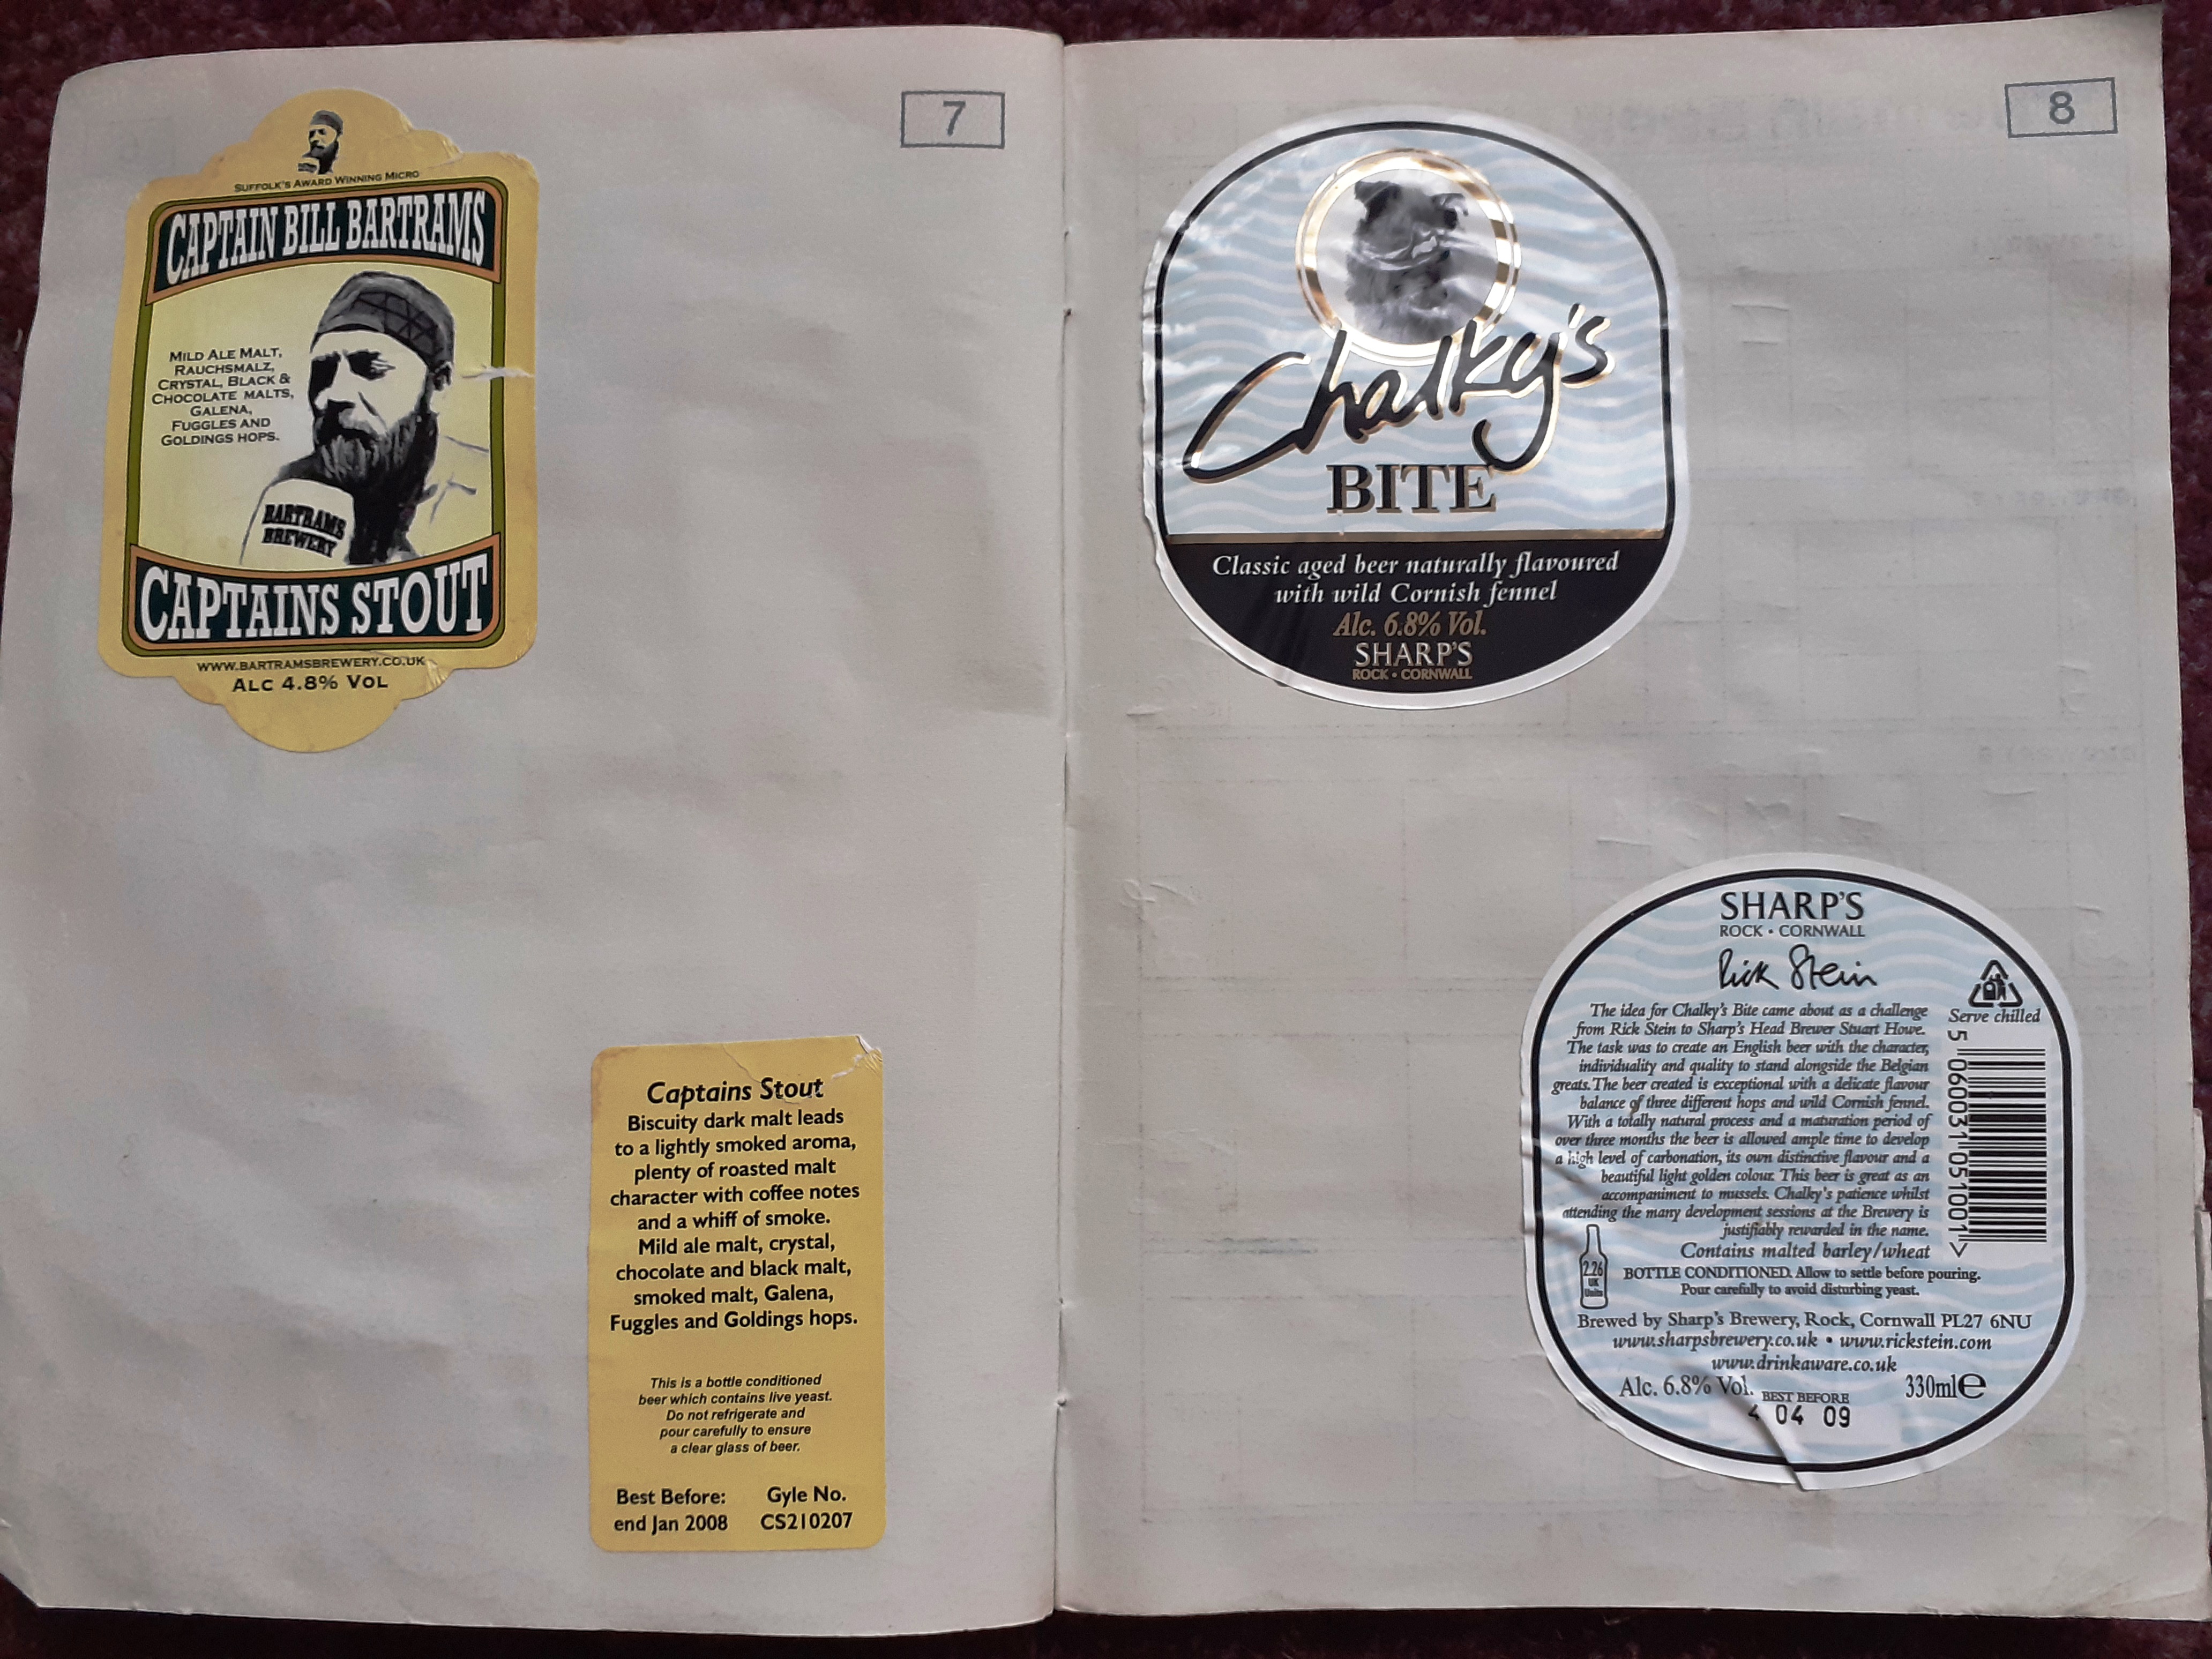 7
SUFFOLK'S AWARD WINNING MICRO
CAPTAIN BILL BARTRAMS
MILD ALE MALT,
RAUCHSMALZ,
CRYSTAL, BLACK &
CHOCOLATE MALTS,
GALENA,
FUGGLES AND
GOLDINGS HOPS.
BARTRAMS
BREWERY
CAPTAINS STOUT
WWW.BARTRAMSBREWERY.CO.UK
ALC 4.8% VOL
Captains Stout
Biscuity dark malt leads
to a lightly smoked aroma,
plenty of roasted malt
character with coffee notes
and a whiff of smoke.
Mild ale malt, crystal,
chocolate and black malt,
smoked malt, Galena,
Fuggles and Goldings hops.
This is a bottle conditioned
beer which contains live yeast.
Do not refrigerate and
pour carefully to ensure
a clear glass of beer.
Best Before: Gyle No.
end Jan 2008 CS210207
8
Chalky's
BITE
Classic aged beer naturally flavoured
with wild Cornish fennel
Alc. 6.8% Vol.
SHARP'S
ROCK • CORNWALL
SHARP'S
ROCK • CORNWALL
Rick Stein
The idea for Chalky's Bite came about as a challenge
from Rick Stein to Sharp's Head Brewer Stuart Howe.
The task was to create an English beer with the character,
individuality and quality to stand alongside the Belgian
greats. The beer created is exceptional with a delicate flavour
balance of three different hops and wild Cornish fennel.
With a totally natural process and a maturation period of
over three months the beer is allowed ample time to develop
a high level of carbonation, its own distinctive flavour and a
beautiful light golden colour. This beer is great as an
accompaniment to mussels. Chalky's patience whilst
attending the many development sessions at the Brewery is
justifiably rewarded in the name.
Contains malted barley/wheat
Serve chilled
5 060031 051001 >
2.26
UK
Units
BOTTLE CONDITIONED. Allow to settle before pouring.
Pour carefully to avoid disturbing yeast.
Brewed by Sharp's Brewery, Rock, Cornwall PL27 6NU
www.sharpsbrewery.co.uk • www.rickstein.com
www.drinkaware.co.uk
Alc. 6.8% Vol. 330ml e
BEST BEFORE
04 09